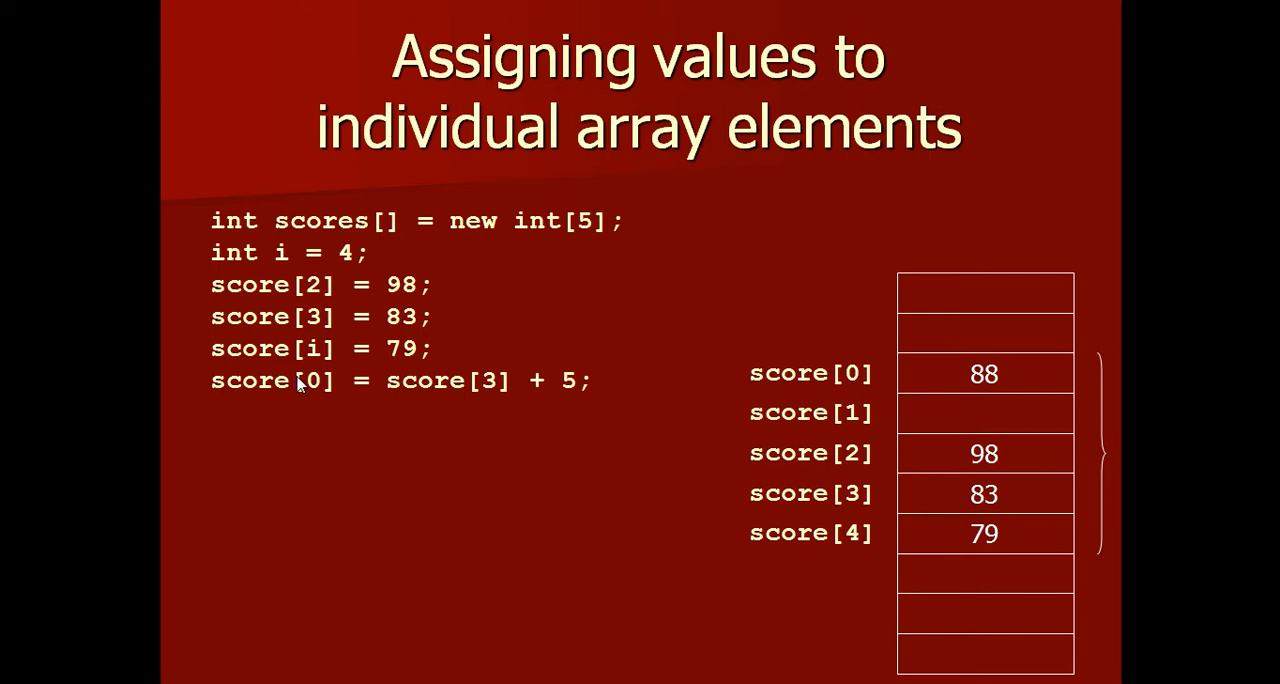 Assigning values to
individual array elements
int scores[] = new int[5];
int i = 4;
score[2] = 98;
score[3] = 83;
score[i] = 79;
score[0] = score[3] + 5;
score[0] 88
score[1]
score[2] 98
score[3] 83
score[4] 79